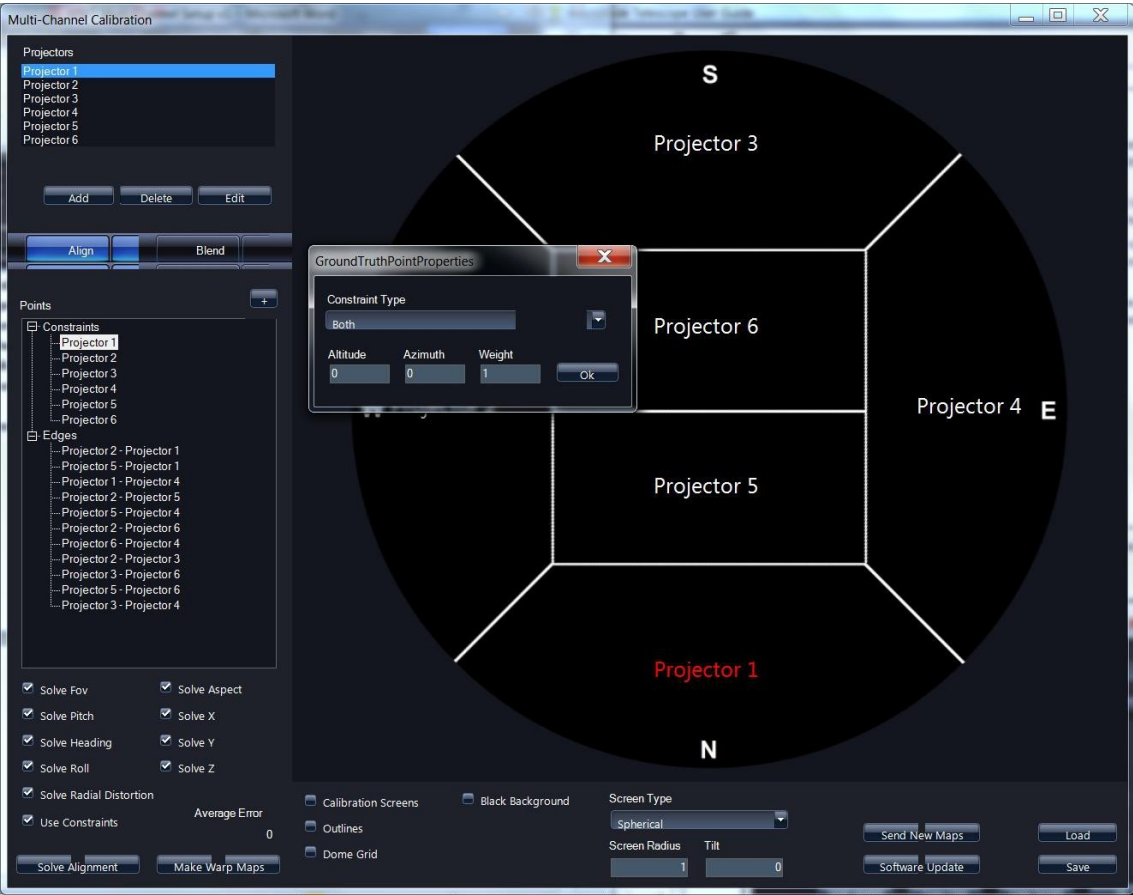 Multi-Channel Calibration
Projectors
Projector 1
Projector 2
Projector 3
Projector 4
Projector 5
Projector 6
Add Delete Edit
Align Blend
Points +
Constraints
Projector 1
Projector 2
Projector 3
Projector 4
Projector 5
Projector 6
Edges
Projector 2 - Projector 1
Projector 5 - Projector 1
Projector 1 - Projector 4
Projector 2 - Projector 5
Projector 5 - Projector 4
Projector 2 - Projector 6
Projector 6 - Projector 4
Projector 2 - Projector 3
Projector 3 - Projector 6
Projector 5 - Projector 6
Projector 3 - Projector 4
Solve Fov Solve Aspect
Solve Pitch Solve X
Solve Heading Solve Y
Solve Roll Solve Z
Solve Radial Distortion
Use Constraints
Average Error
0
Solve Alignment Make Warp Maps
S
Projector 3
GroundTruthPointProperties X
Constraint Type
Both
Altitude Azimuth Weight
0 0 1 Ok
Projector 6
Projector 4 E
Projector 5
Projector 1
N
Calibration Screens Black Background
Outlines
Dome Grid
Screen Type
Spherical
Screen Radius Tilt
1 0
Send New Maps Load
Software Update Save